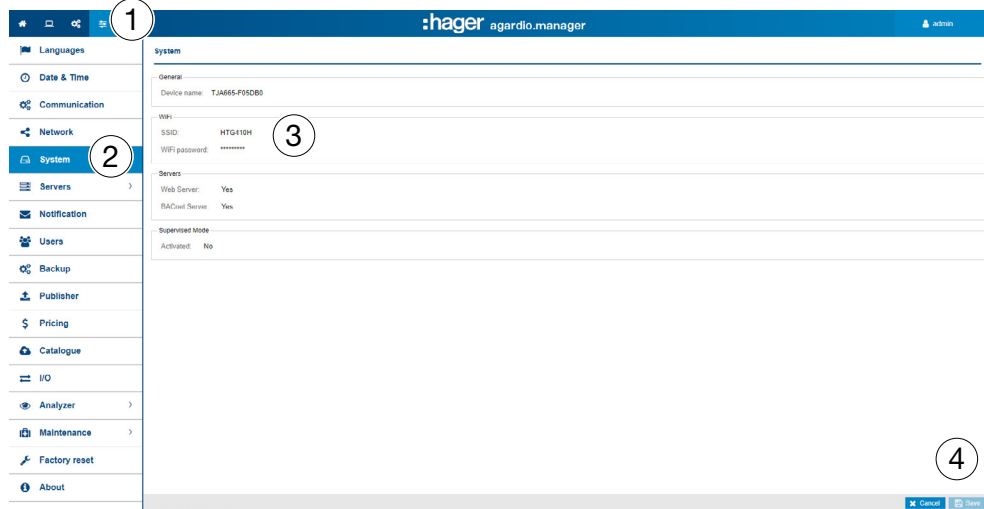 1
:hager agardio.manager
admin
Languages
Date & Time
Communication
Network
System
2
Servers
Notification
Users
Backup
Publisher
Pricing
Catalogue
I/O
Analyzer
Maintenance
Factory reset
About
System
General
Device name: TJA665-F05DB0
WiFi
SSID: HTG410H
WiFi password: *********
3
Servers
Web Server: Yes
BACnet Server: Yes
Supervised Mode
Activated: No
4
Cancel
Save